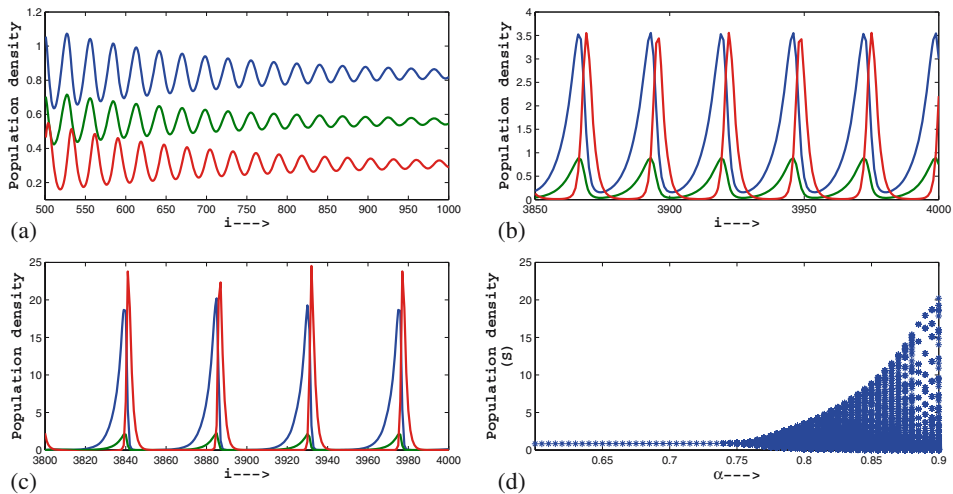 Population density
1.2
1
0.8
0.6
0.4
0.2
500 550 600 650 700 750 800 850 900 950 1000
i--->
(a)
Population density
4
3.5
3
2.5
2
1.5
1
0.5
0
3850 3900 3950 4000
i--->
(b)
Population density
25
20
15
10
5
0
3800 3820 3840 3860 3880 3900 3920 3940 3960 3980 4000
i--->
(c)
Population density
(S)
25
20
15
10
5
0
0.65 0.7 0.75 0.8 0.85 0.9
α--->
(d)